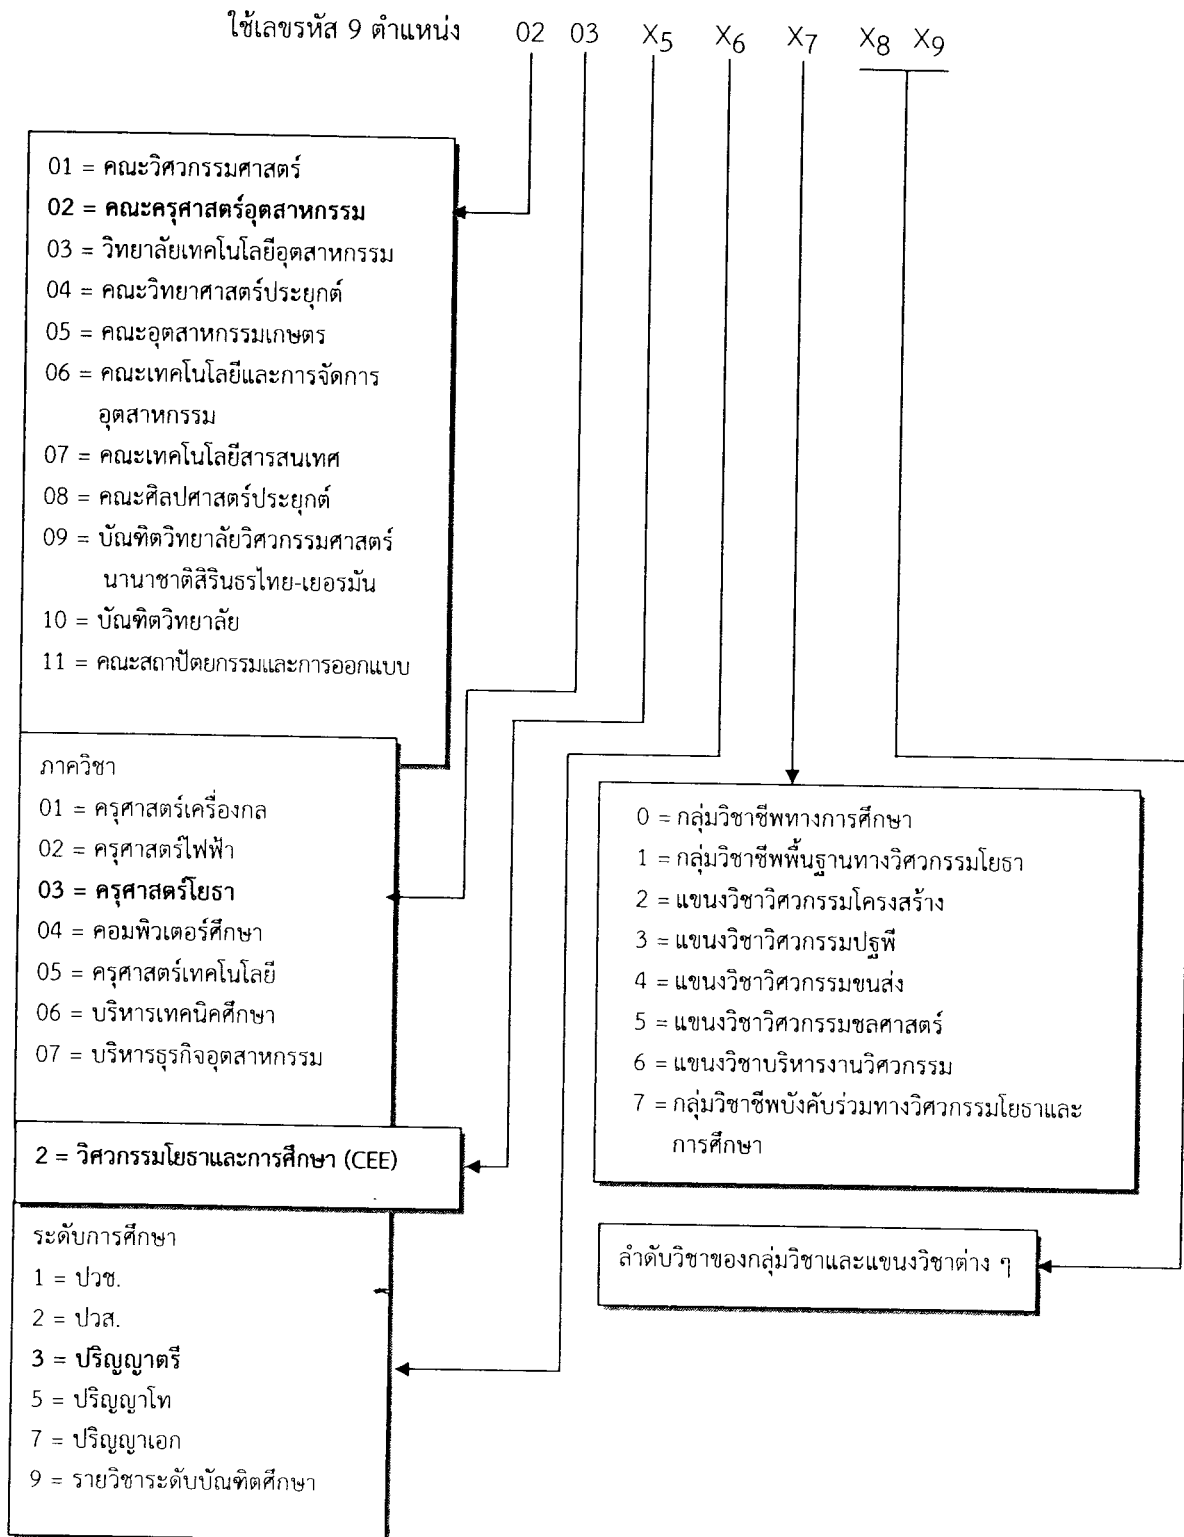 ใช้เลขรหัส 9 ตำแหน่ง 02 03 X5 X6 X7 X8 X9
01 = คณะวิศวกรรมศาสตร์
02 = คณะครุศาสตร์อุตสาหกรรม
03 = วิทยาลัยเทคโนโลยีอุตสาหกรรม
04 = คณะวิทยาศาสตร์ประยุกต์
05 = คณะอุตสาหกรรมเกษตร
06 = คณะเทคโนโลยีและการจัดการ
อุตสาหกรรม
07 = คณะเทคโนโลยีสารสนเทศ
08 = คณะศิลปศาสตร์ประยุกต์
09 = บัณฑิตวิทยาลัยวิศวกรรมศาสตร์
นานาชาติสิรินธรไทย-เยอรมัน
10 = บัณฑิตวิทยาลัย
11 = คณะสถาปัตยกรรมและการออกแบบ
ภาควิชา
01 = ครุศาสตร์เครื่องกล
02 = ครุศาสตร์ไฟฟ้า
03 = ครุศาสตร์โยธา
04 = คอมพิวเตอร์ศึกษา
05 = ครุศาสตร์เทคโนโลยี
06 = บริหารเทคนิคศึกษา
07 = บริหารธุรกิจอุตสาหกรรม
2 = วิศวกรรมโยธาและการศึกษา (CEE)
ระดับการศึกษา
1 = ปวช.
2 = ปวส.
3 = ปริญญาตรี
5 = ปริญญาโท
7 = ปริญญาเอก
9 = รายวิชาระดับบัณฑิตศึกษา
0 = กลุ่มวิชาชีพทางการศึกษา
1 = กลุ่มวิชาชีพพื้นฐานทางวิศวกรรมโยธา
2 = แขนงวิชาวิศวกรรมโครงสร้าง
3 = แขนงวิชาวิศวกรรมปฐพี
4 = แขนงวิชาวิศวกรรมขนส่ง
5 = แขนงวิชาวิศวกรรมชลศาสตร์
6 = แขนงวิชาบริหารงานวิศวกรรม
7 = กลุ่มวิชาชีพบังคับร่วมทางวิศวกรรมโยธาและ
การศึกษา
ลำดับวิชาของกลุ่มวิชาและแขนงวิชาต่าง ๆ